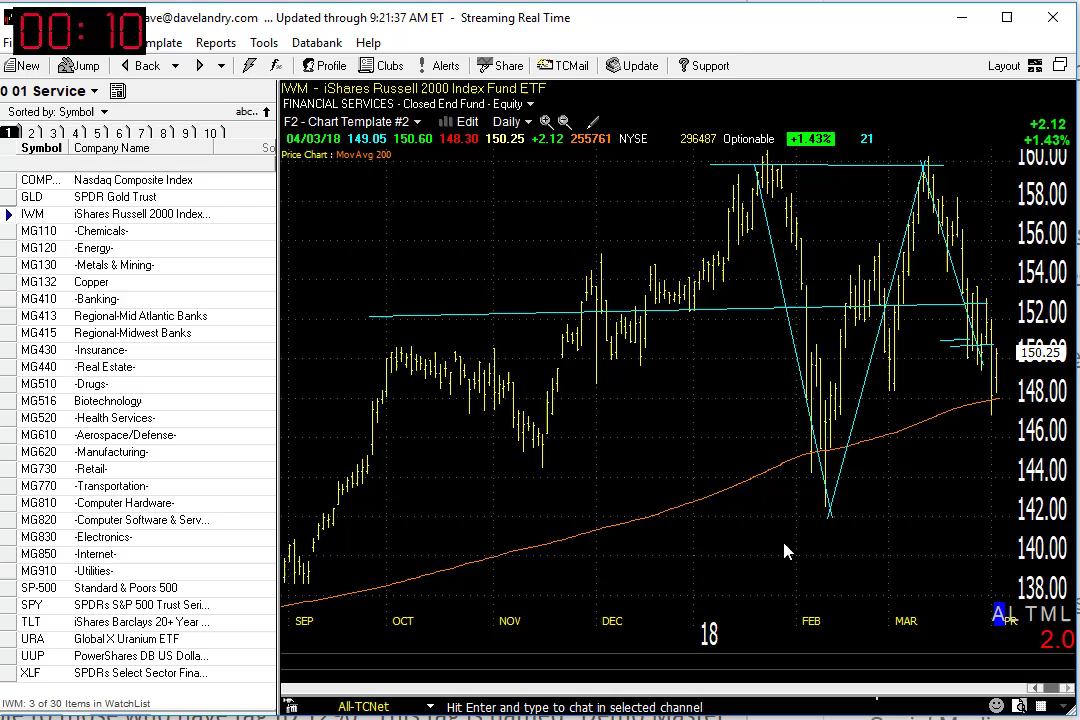 ave@davelandry.com ... Updated through 9:21:37 AM ET - Streaming Real Time
00:10
mplate Reports Tools Databank Help
New Jump Back Profile Clubs Alerts Share TCMail Update Support Layout
0 01 Service
Sorted by: Symbol abc..
1 2 3 4 5 6 7 8 9 10
Symbol Company Name So
COMP... Nasdaq Composite Index
GLD SPDR Gold Trust
IWM iShares Russell 2000 Index...
MG110 -Chemicals-
MG120 -Energy-
MG130 -Metals & Mining-
MG132 Copper
MG410 -Banking-
MG413 Regional-Mid Atlantic Banks
MG415 Regional-Midwest Banks
MG430 -Insurance-
MG440 -Real Estate-
MG510 -Drugs-
MG516 Biotechnology
MG520 -Health Services-
MG610 -Aerospace/Defense-
MG620 -Manufacturing-
MG730 -Retail-
MG770 -Transportation-
MG810 -Computer Hardware-
MG820 -Computer Software & Serv...
MG830 -Electronics-
MG850 -Internet-
MG910 -Utilities-
SP-500 Standard & Poors 500
SPY SPDRs S&P 500 Trust Seri...
TLT iShares Barclays 20+ Year ...
URA Global X Uranium ETF
UUP PowerShares DB US Dolla...
XLF SPDRs Select Sector Fina...
IWM: 3 of 30 Items in WatchList
IWM - iShares Russell 2000 Index Fund ETF
FINANCIAL SERVICES - Closed End Fund - Equity
F2 - Chart Template #2 Edit Daily
04/03/18 149.05 150.60 148.30 150.25 +2.12 255761 NYSE 296487 Optionable +1.43% 21
+2.12
+1.43%
Price Chart : MovAvg 200
160.00
158.00
156.00
154.00
152.00
150.25
148.00
146.00
144.00
142.00
140.00
138.00
SEP OCT NOV DEC 18 FEB MAR
A L T M L
2.0
All-TCNet Hit Enter and type to chat in selected channel